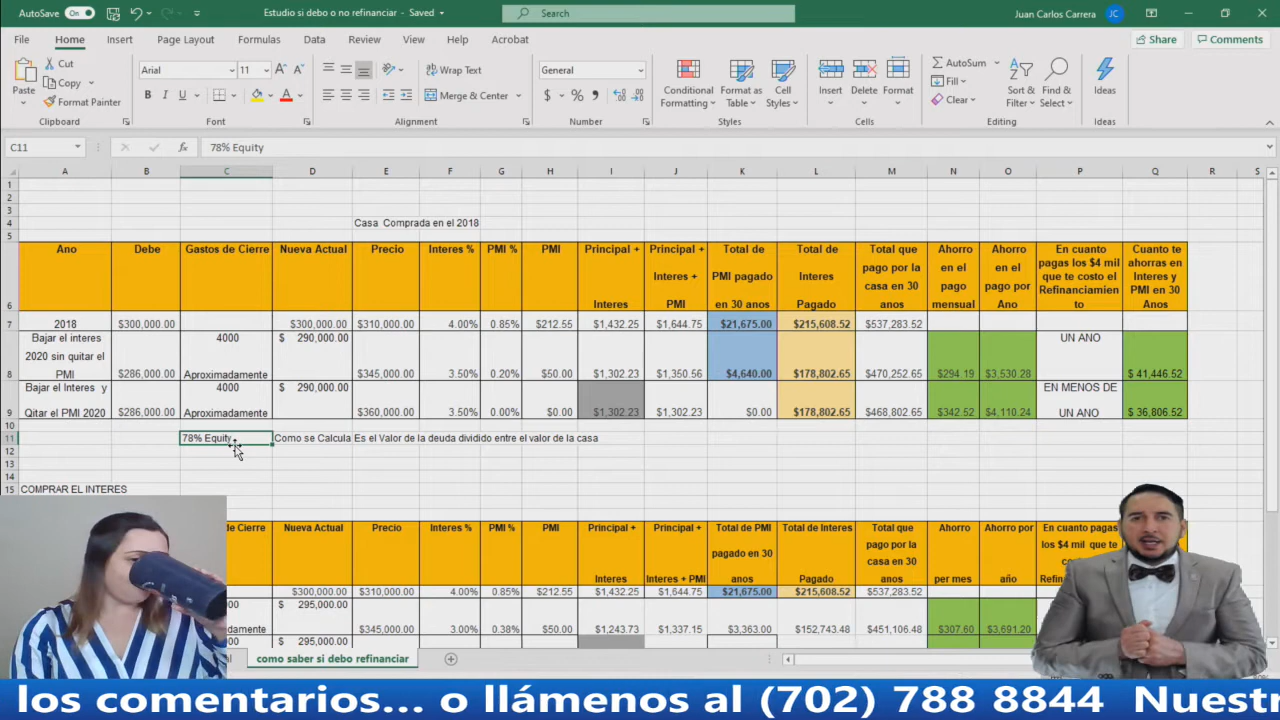 AutoSave On Estudio si debo o no refinanciar - Saved Search Juan Carlos Carrera JC
File Home Insert Page Layout Formulas Data Review View Help Acrobat Share Comments
Cut Arial 11 Wrap Text General AutoSum
Copy Fill
Paste Format Painter Merge & Center Conditional Formatting Format as Table Cell Styles Insert Delete Format Clear Sort & Filter Find & Select Ideas
Clipboard Font Alignment Number Styles Cells Editing Ideas
C11 fx 78% Equity
A B C D E F G H I J K L M N O P Q R S
1
2
3
4 Casa Comprada en el 2018
5
6 Ano Debe Gastos de Cierre Nueva Actual Precio Interes % PMI % PMI Principal + Interes Principal + Interes + PMI Total de PMI pagado en 30 anos Total de Interes Pagado Total que pago por la casa en 30 anos Ahorro en el pago mensual Ahorro en el pago por Ano En cuanto pagas los $4 mil que te costo el Refinanciamiento Cuanto te ahorras en Interes y PMI en 30 Anos
7 2018 $300,000.00 $300,000.00 $310,000.00 4.00% 0.85% $212.55 $1,432.25 $1,644.75 $21,675.00 $215,608.52 $537,283.52
8 Bajar el interes 2020 sin quitar el PMI $286,000.00 4000 Aproximadamente $ 290,000.00 $345,000.00 3.50% 0.20% $50.00 $1,302.23 $1,350.56 $4,640.00 $178,802.65 $470,252.65 $294.19 $3,530.28 UN ANO $ 41,446.52
9 Bajar el Interes y Qitar el PMI 2020 $286,000.00 4000 Aproximadamente $ 290,000.00 $360,000.00 3.50% 0.00% $0.00 $1,302.23 $1,302.23 $0.00 $178,802.65 $468,802.65 $342.52 $4,110.24 EN MENOS DE UN ANO $ 36,806.52
10
11 78% Equity Como se Calcula Es el Valor de la deuda dividido entre el valor de la casa
12
13
14
15 COMPRAR EL INTERES
de Cierre Nueva Actual Precio Interes % PMI % PMI Principal + Interes Principal + Interes + PMI Total de PMI pagado en 30 anos Total de Interes Pagado Total que pago por la casa en 30 anos Ahorro per mes Ahorro por año En cuanto pagas los $4 mil que te
$300,000.00 $310,000.00 4.00% 0.85% $212.55 $1,432.25 $1,644.75 $21,675.00 $215,608.52 $537,283.52
$ 295,000.00 $345,000.00 3.00% 0.38% $50.00 $1,243.73 $1,337.15 $3,363.00 $152,743.48 $451,106.48 $307.60 $3,691.20
$ 295,000.00
como saber si debo refinanciar
los comentarios... o llámenos al (702) 788 8844 Nuestr